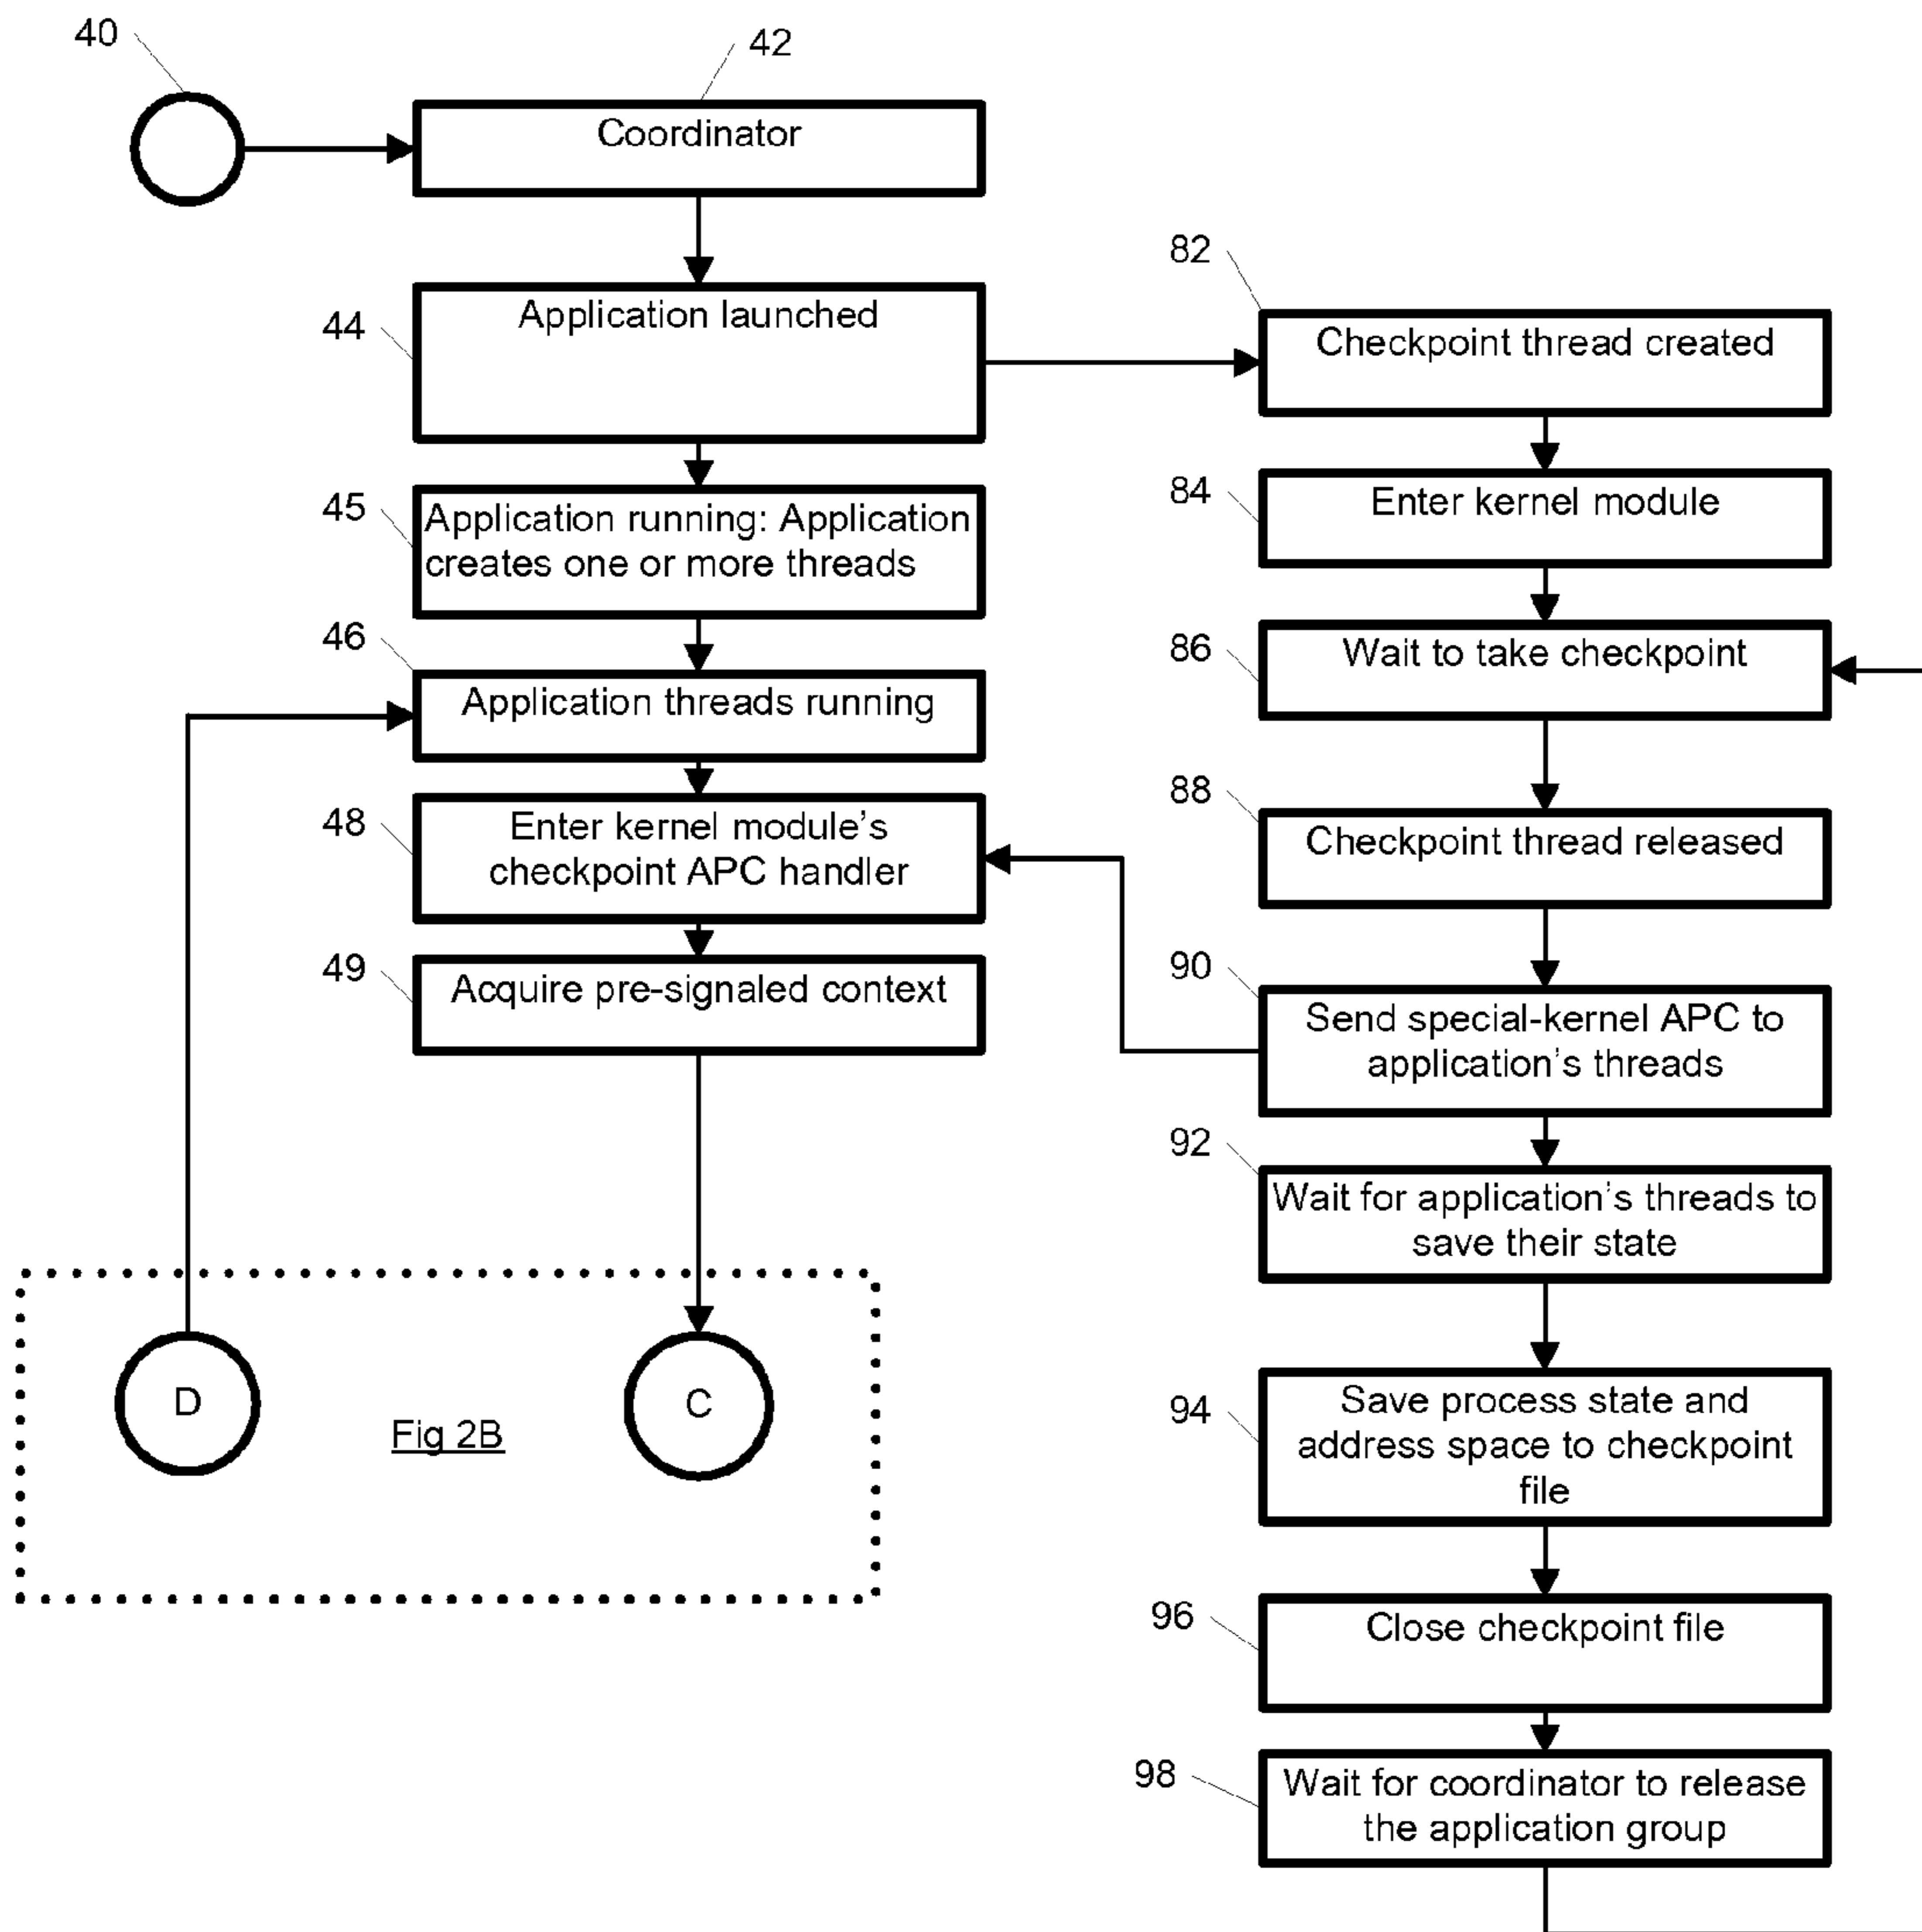 40
42
Coordinator
44
Application launched
45
Application running: Application
creates one or more threads
46
Application threads running
48
Enter kernel module’s
checkpoint APC handler
49
Acquire pre-signaled context
D
Fig 2B
C
82
Checkpoint thread created
84
Enter kernel module
86
Wait to take checkpoint
88
Checkpoint thread released
90
Send special-kernel APC to
application’s threads
92
Wait for application’s threads to
save their state
94
Save process state and
address space to checkpoint
file
96
Close checkpoint file
98
Wait for coordinator to release
the application group